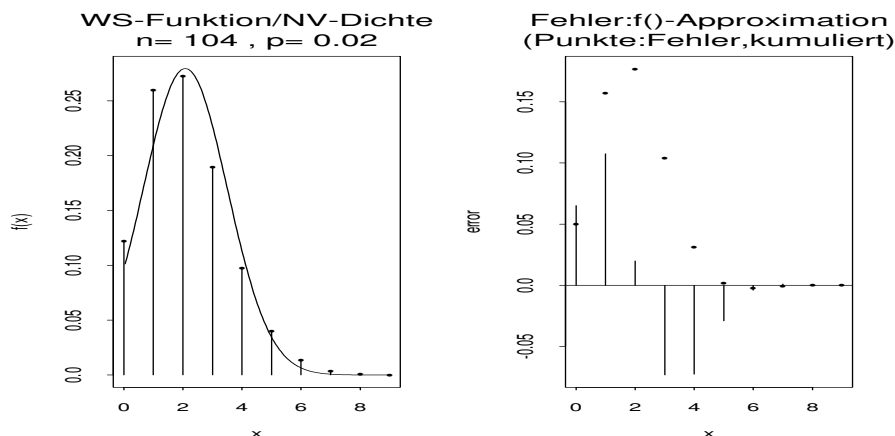 WS-Funktion/NV-Dichte
n= 104 , p= 0.02
f(x)
0.25
0.20
0.15
0.10
0.05
0.0
0 2 4 6 8
x
Fehler:f()-Approximation
(Punkte:Fehler,kumuliert)
error
0.15
0.10
0.05
0.0
-0.05
0 2 4 6 8
x